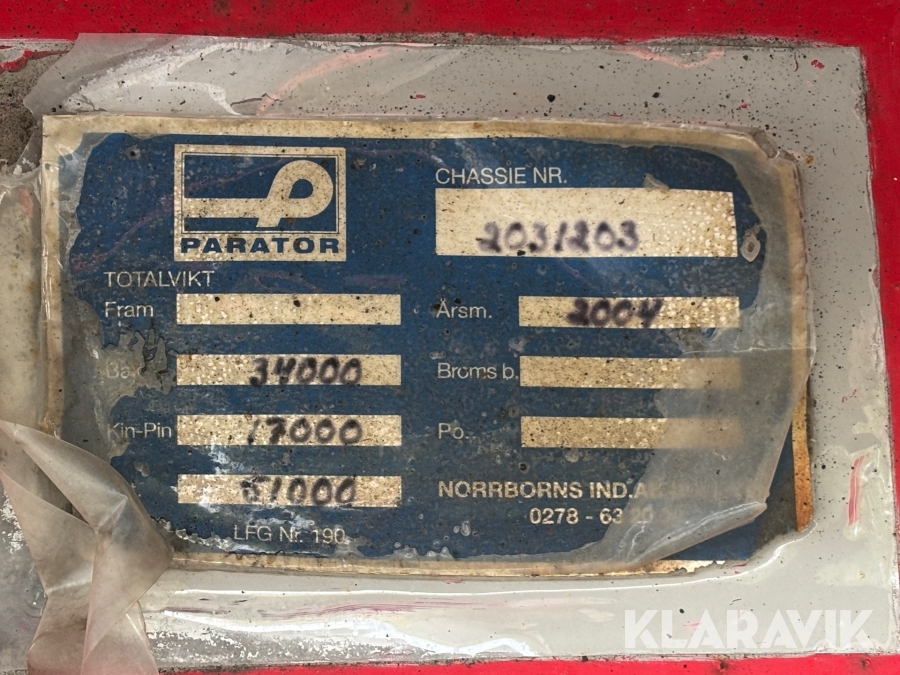 PARATOR
CHASSIE NR.
2031203
TOTALVIKT
Fram
Årsm. 2004
34000
Broms b.
Kin-Pin 17000
Po.
51000
NORRBORNS IND.
0278 - 63
LFG Nr. 190
KLARAVIK